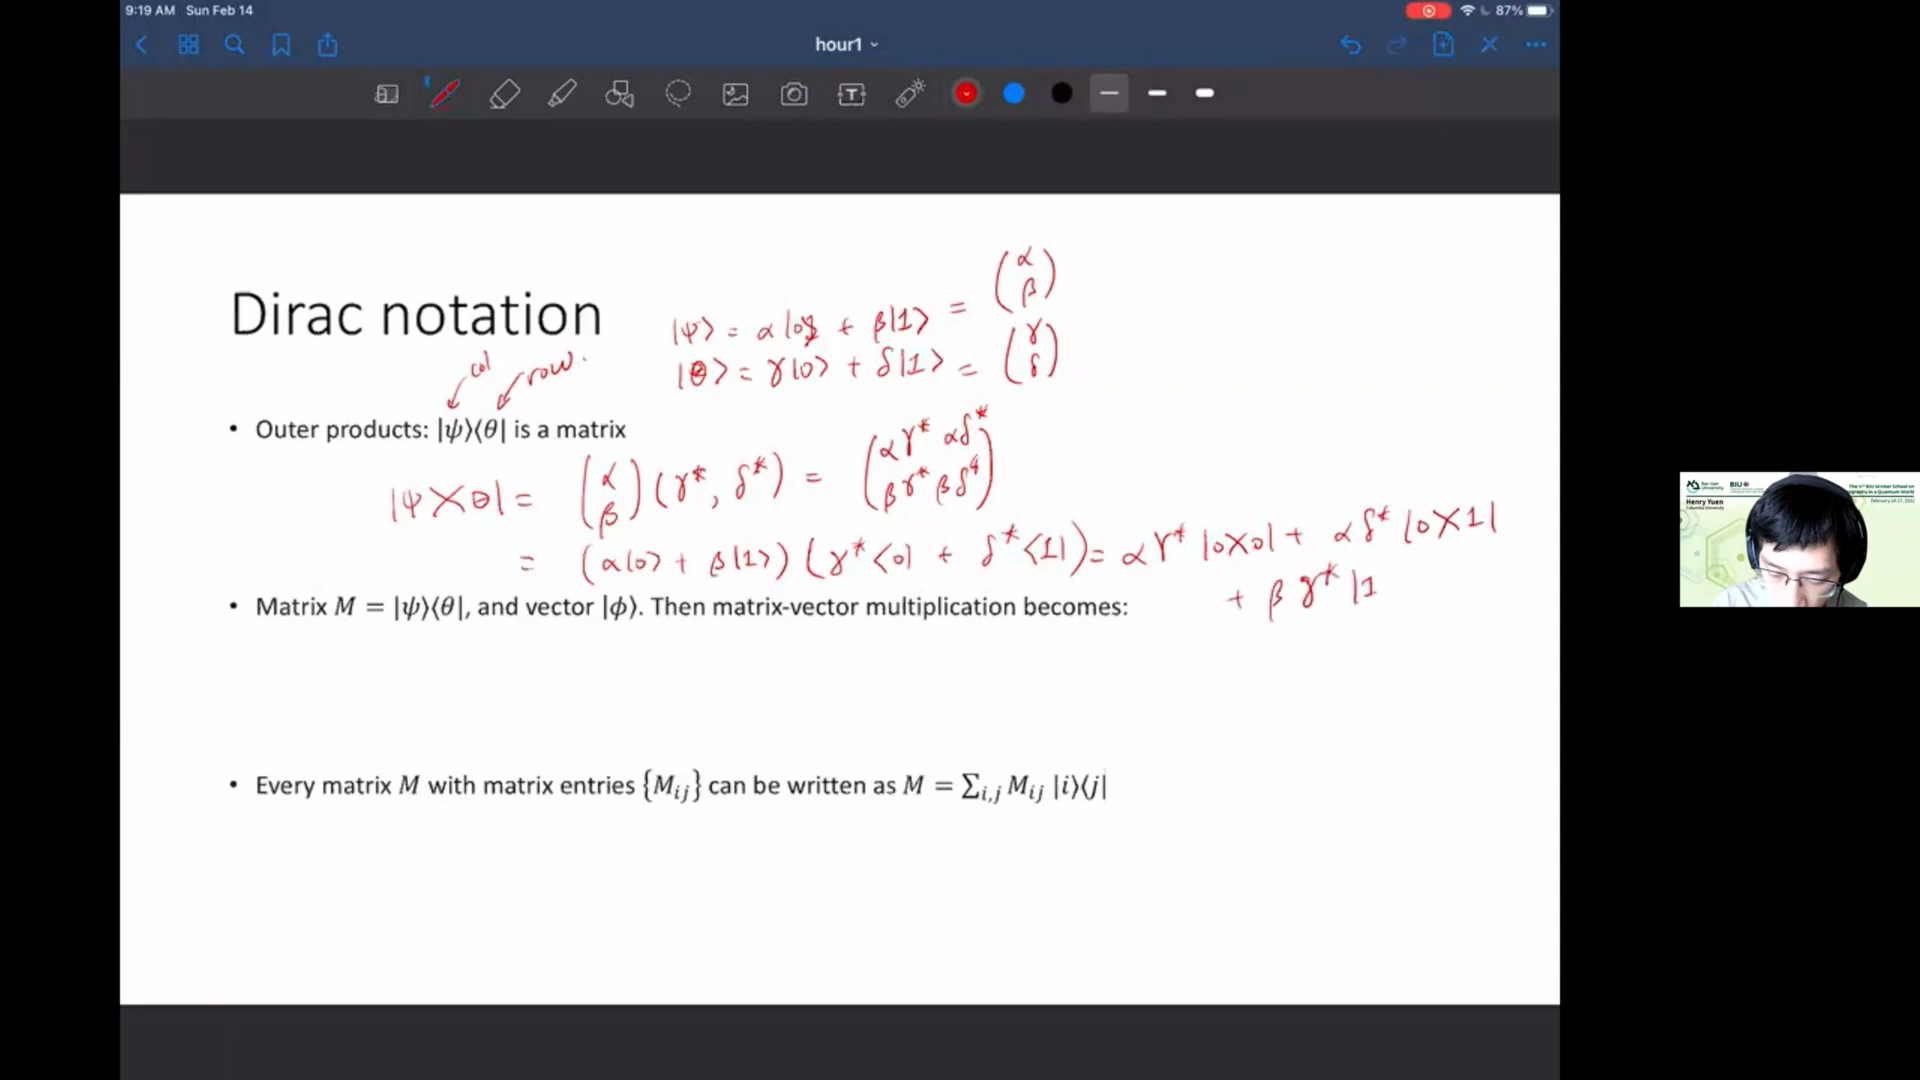 9:19 AM Sun Feb 14
87%
hour1
T
Dirac notation
|ψ⟩ = α|0⟩ + β|1⟩ = (α β)
|θ⟩ = γ|0⟩ + δ|1⟩ = (γ δ)
col
row.
• Outer products: |ψ⟩⟨θ| is a matrix
|ψ⟩⟨θ| = (α β) (γ*, δ*) = (αγ* αδ* βγ* βδ*)
= (α|0⟩ + β|1⟩) (γ*⟨0| + δ*⟨1|) = αγ* |0⟩⟨0| + αδ* |0⟩⟨1|
+ βγ* |1
• Matrix M = |ψ⟩⟨θ|, and vector |ϕ⟩. Then matrix-vector multiplication becomes:
• Every matrix M with matrix entries {Mᵢⱼ} can be written as M = ∑ᵢ,ⱼ Mᵢⱼ |i⟩⟨j|
BIU
Henry Yuen
Columbia University